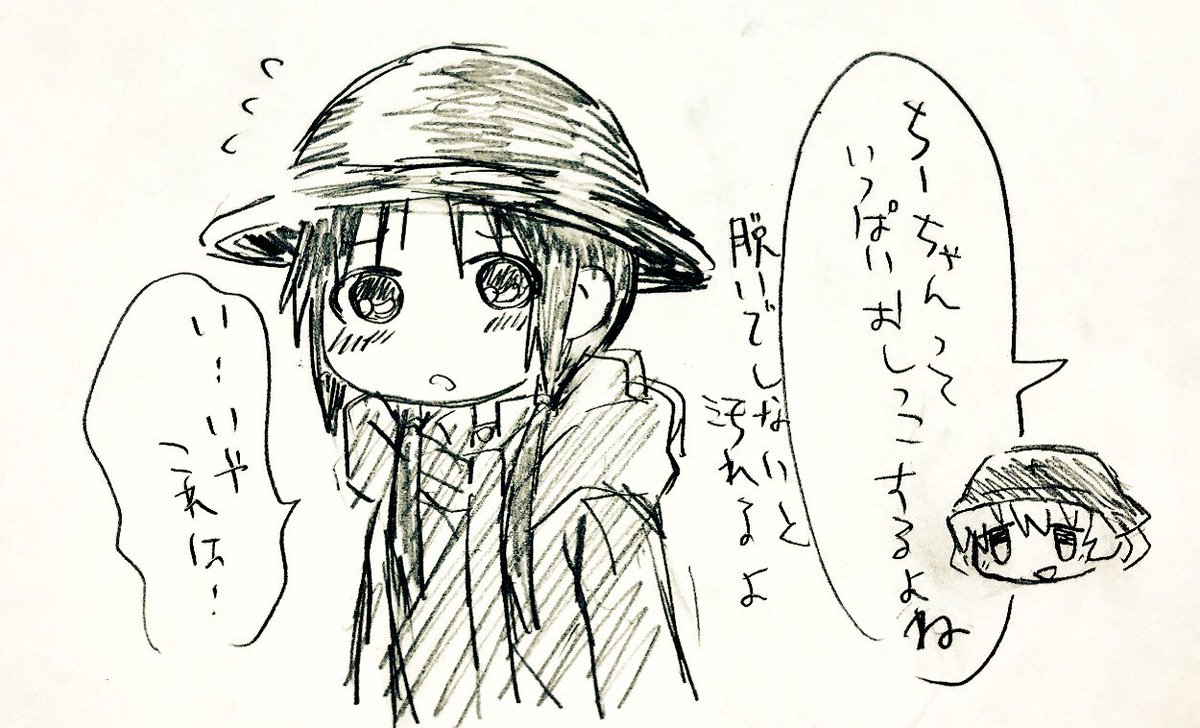 ちーちゃんって
いっぱいおしっこするよね
脱いでしないと
汚れるよ
い…いや
これは…